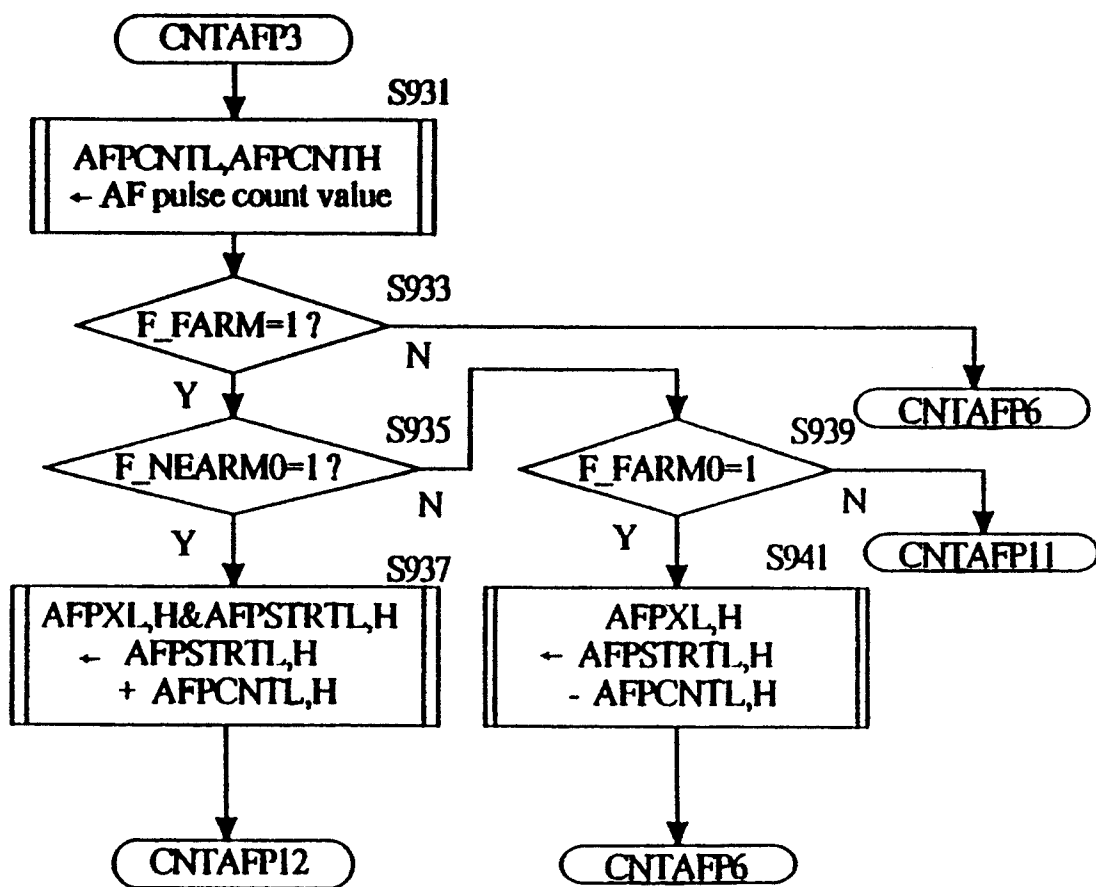 CNTAFP3
S931
AFPCNTL,AFPCNTH
← AF pulse count value
S933
F_FARM=1 ?
N
Y
CNTAFP6
S935
F_NEARM0=1 ?
N
Y
S939
F_FARM0=1
N
Y
CNTAFP11
S937
AFPXL,H&AFPSTRTL,H
← AFPSTRTL,H
+ AFPCNTL,H
S941
AFPXL,H
← AFPSTRTL,H
- AFPCNTL,H
CNTAFP12
CNTAFP6